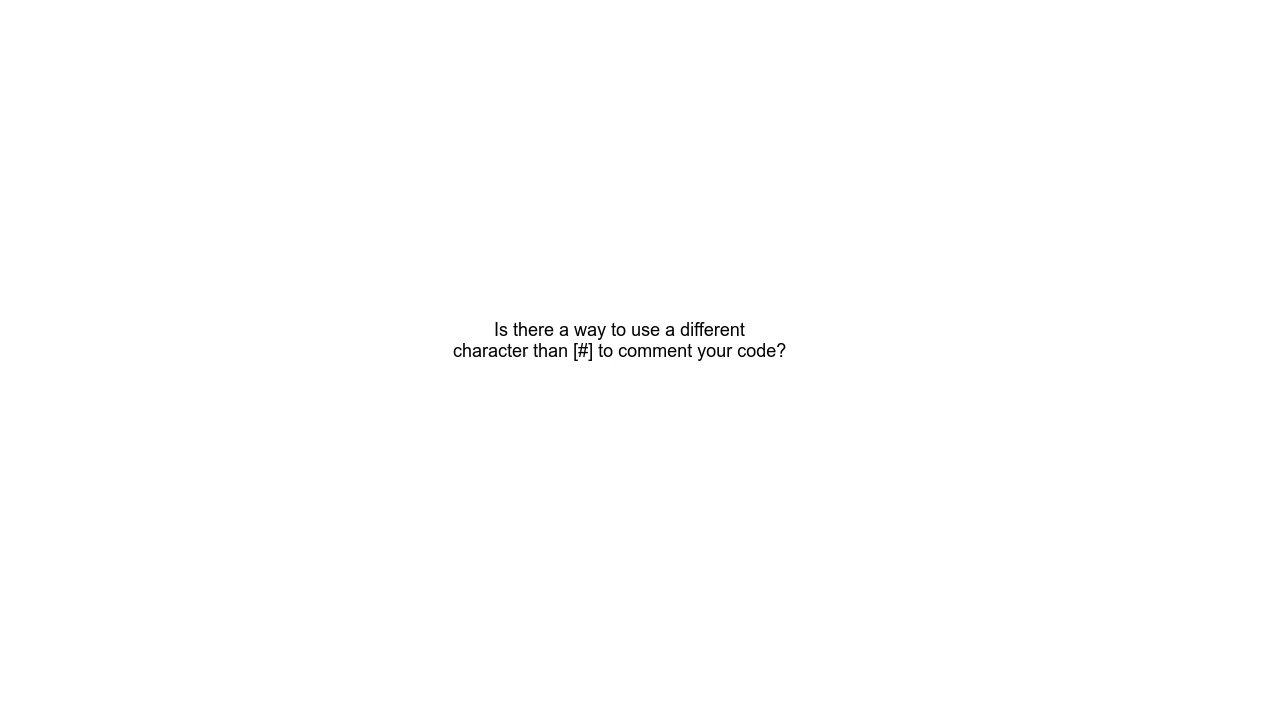 Is there a way to use a different
character than [#] to comment your code?